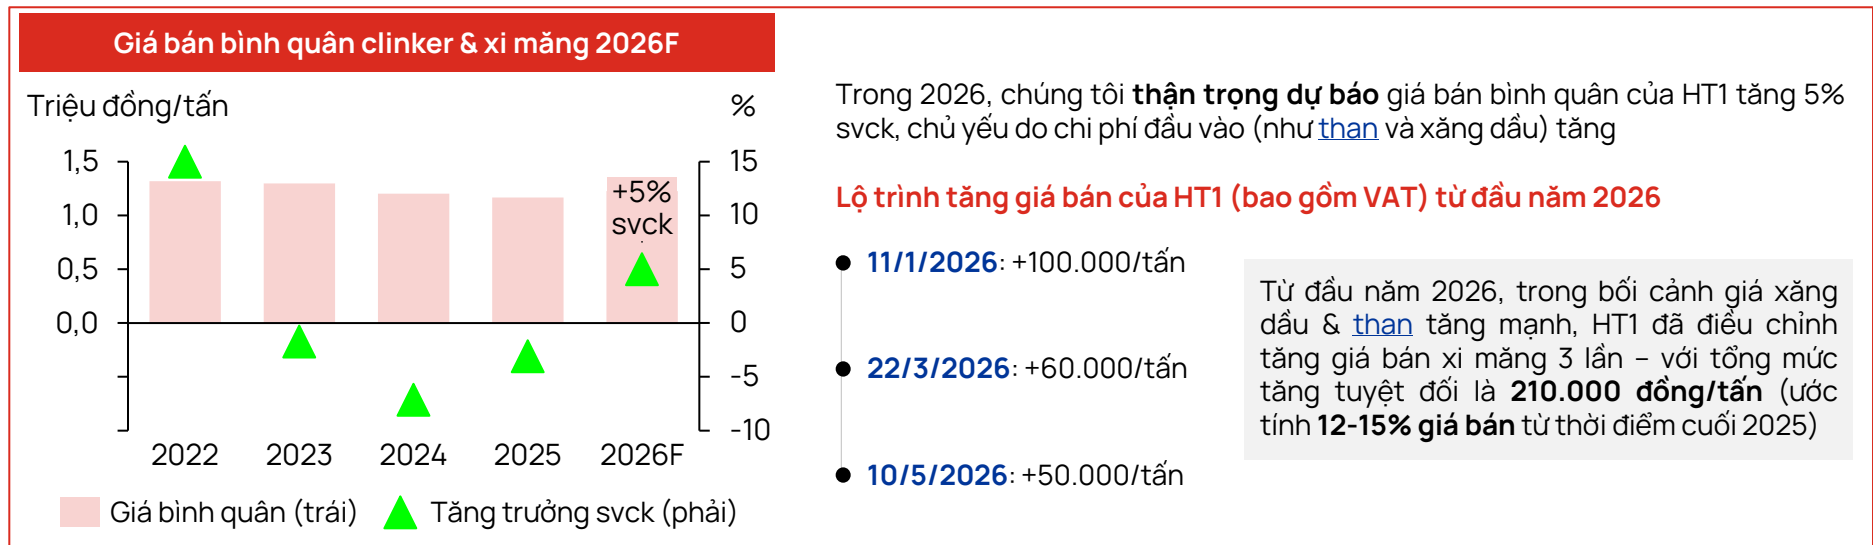 Giá bán bình quân clinker & xi măng 2026F
Triệu đồng/tấn
%
1,5
1,0
0,5
0,0
15
10
5
0
-5
-10
+5%
svck
2022
2023
2024
2025
2026F
Giá bình quân (trái)
Tăng trưởng svck (phải)
Trong 2026, chúng tôi thận trọng dự báo giá bán bình quân của HT1 tăng 5%
svck, chủ yếu do chi phí đầu vào (như than và xăng dầu) tăng
Lộ trình tăng giá bán của HT1 (bao gồm VAT) từ đầu năm 2026
11/1/2026: +100.000/tấn
22/3/2026: +60.000/tấn
10/5/2026: +50.000/tấn
Từ đầu năm 2026, trong bối cảnh giá xăng
dầu & than tăng mạnh, HT1 đã điều chỉnh
tăng giá bán xi măng 3 lần – với tổng mức
tăng tuyệt đối là 210.000 đồng/tấn (ước
tính 12-15% giá bán từ thời điểm cuối 2025)